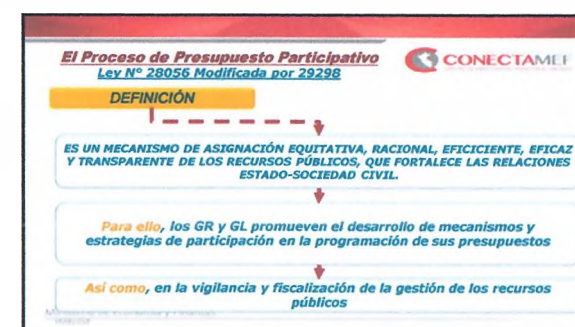 El Proceso de Presupuesto Participativo
Ley Nº 28056 Modificada por 29298
CONECTAMEF
DEFINICIÓN
ES UN MECANISMO DE ASIGNACIÓN EQUITATIVA, RACIONAL, EFICICIENTE, EFICAZ
Y TRANSPARENTE DE LOS RECURSOS PÚBLICOS, QUE FORTALECE LAS RELACIONES
ESTADO-SOCIEDAD CIVIL.
Para ello, los GR y GL promueven el desarrollo de mecanismos y
estrategias de participación en la programación de sus presupuestos
Así como, en la vigilancia y fiscalización de la gestión de los recursos
públicos